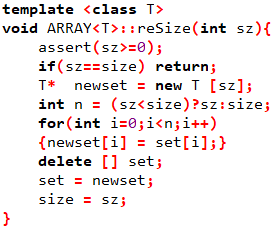 template <class T>
void ARRAY<T>::reSize(int sz){
assert(sz>=0);
if(sz==size) return;
T*  newset = new T [sz];
int n = (sz<size)?sz:size;
for(int i=0;i<n;i++)
{newset[i] = set[i];}
delete [] set;
set = newset;
size = sz;
}